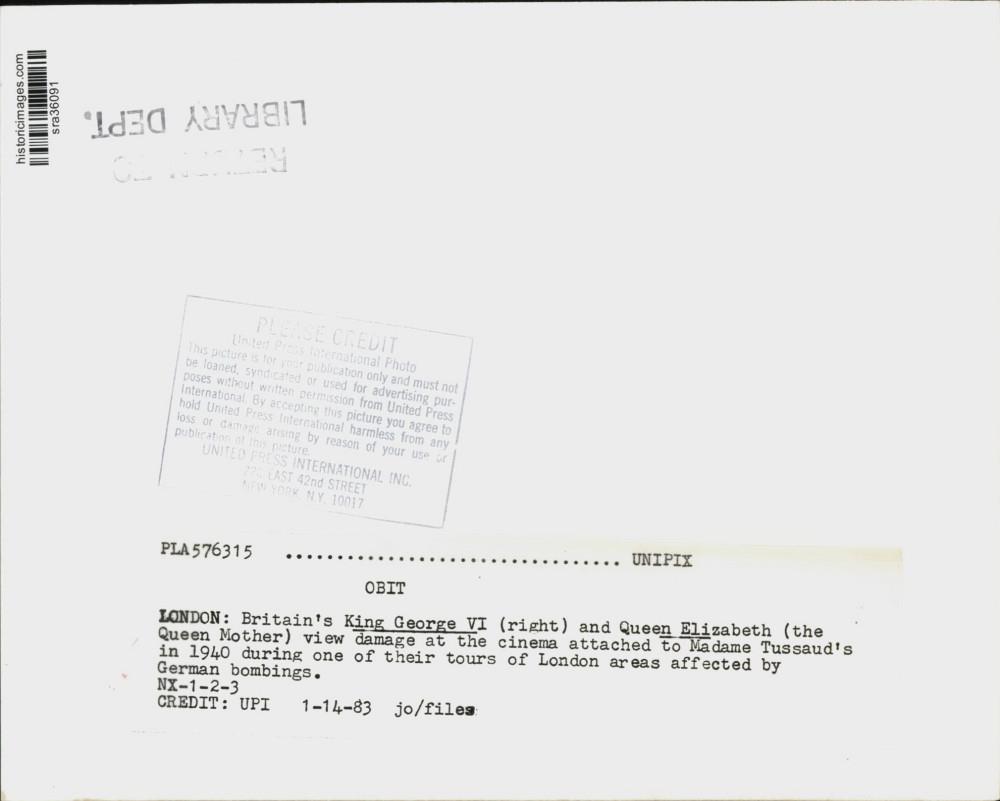 historicimages.com
sra36091
LIBRARY DEPT.
PLEASE CREDIT
United Press International Photo
This picture is for your publication only and must not
be loaned, syndicated or used for advertising pur-
poses without written permission from United Press
International. By accepting this picture you agree to
hold United Press International harmless from any
loss or damage arising by reason of your use or
publication of this picture.
UNITED PRESS INTERNATIONAL INC.
220 EAST 42nd STREET
NEW YORK, N.Y. 10017
PLA576315 .................................. UNIPIX
OBIT
LONDON: Britain's King George VI (right) and Queen Elizabeth (the
Queen Mother) view damage at the cinema attached to Madame Tussaud's
in 1940 during one of their tours of London areas affected by
German bombings.
NX-1-2-3
CREDIT: UPI 1-14-83 jo/files